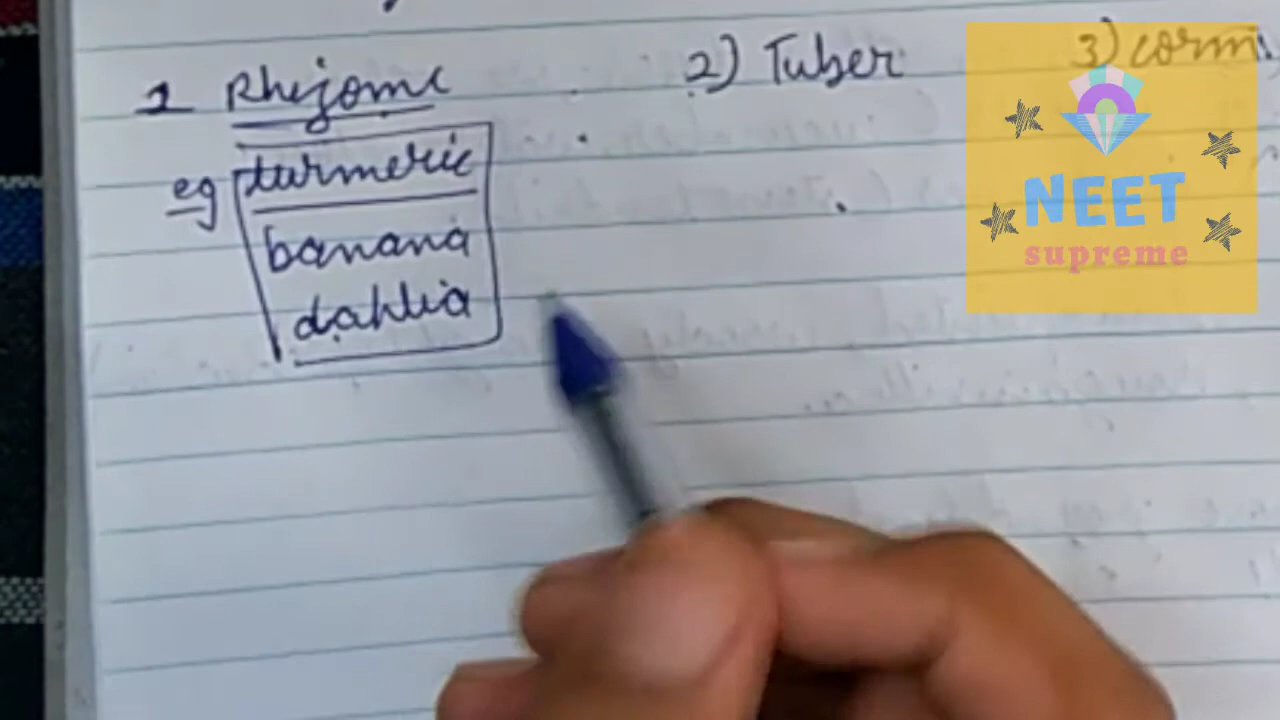 1 Rhizome
2) Tuber
3) corm
eg turmeric
banana
dahlia
NEET
supreme